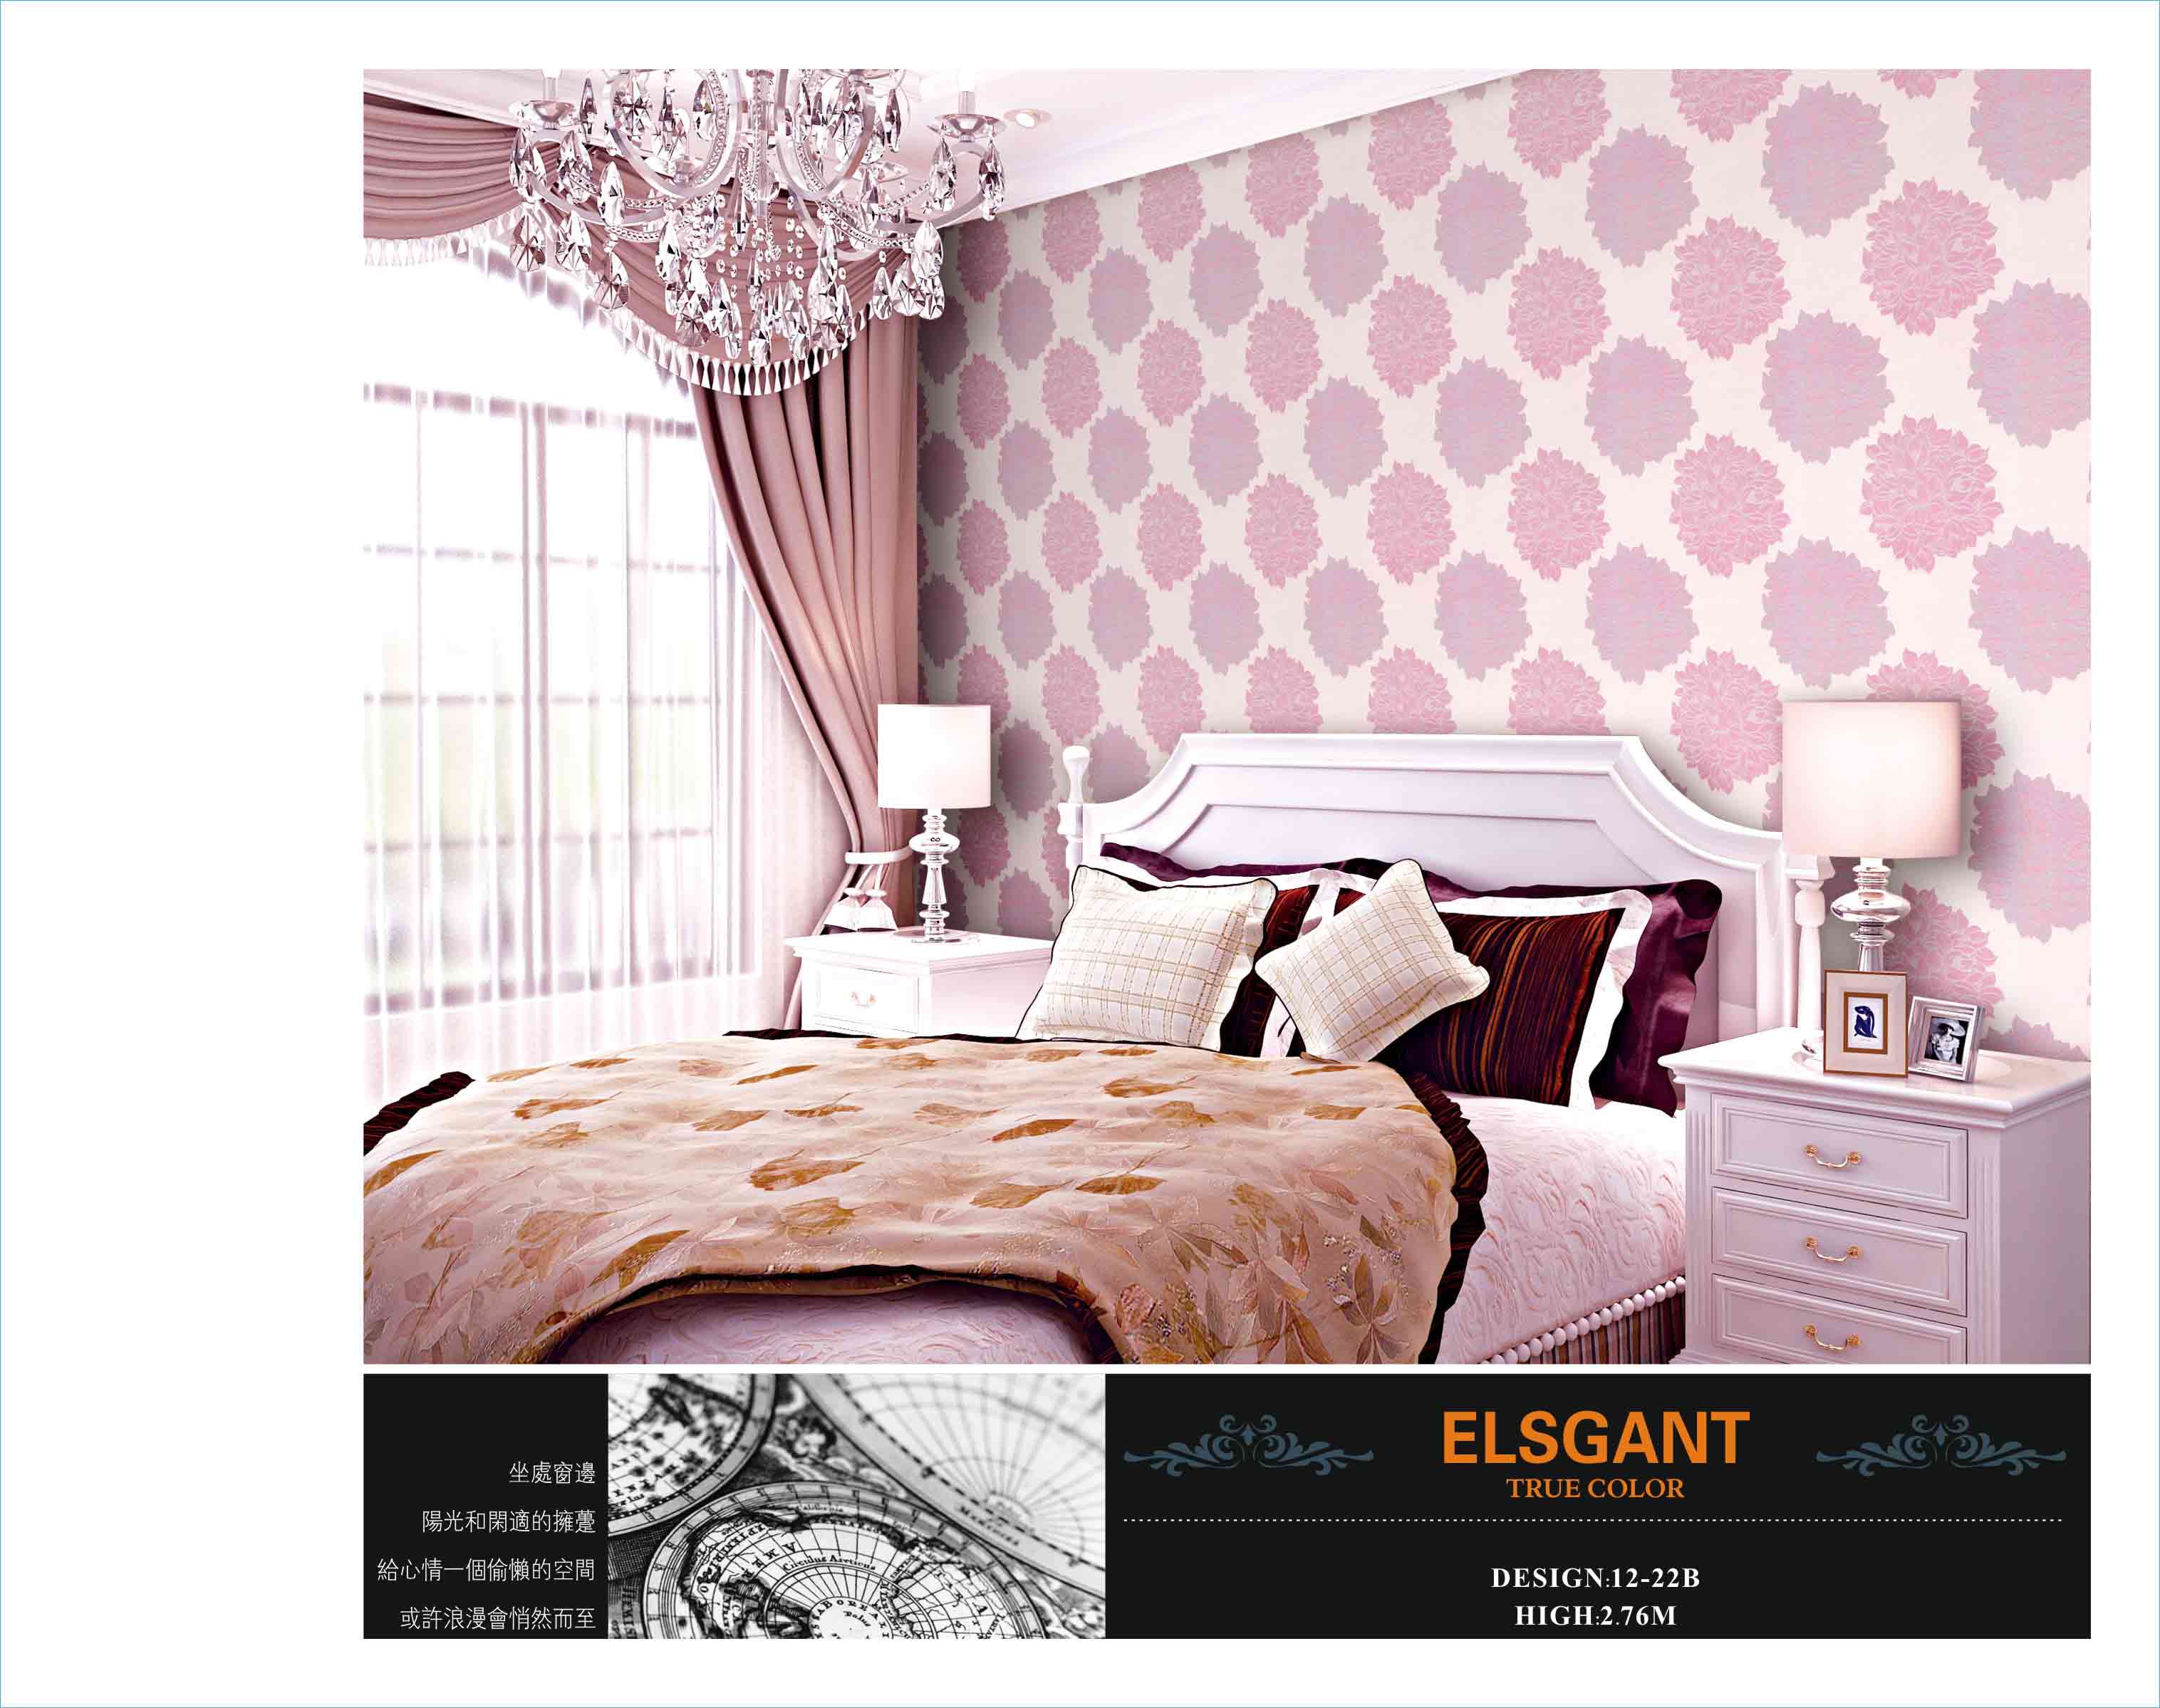 坐處窗邊
陽光和閑適的擁躉
給心情一個偷懶的空間
或許浪漫會悄然而至
ELSGANT
TRUE COLOR
DESIGN:12-22B
HIGH:2.76M
Circulus Arcticus